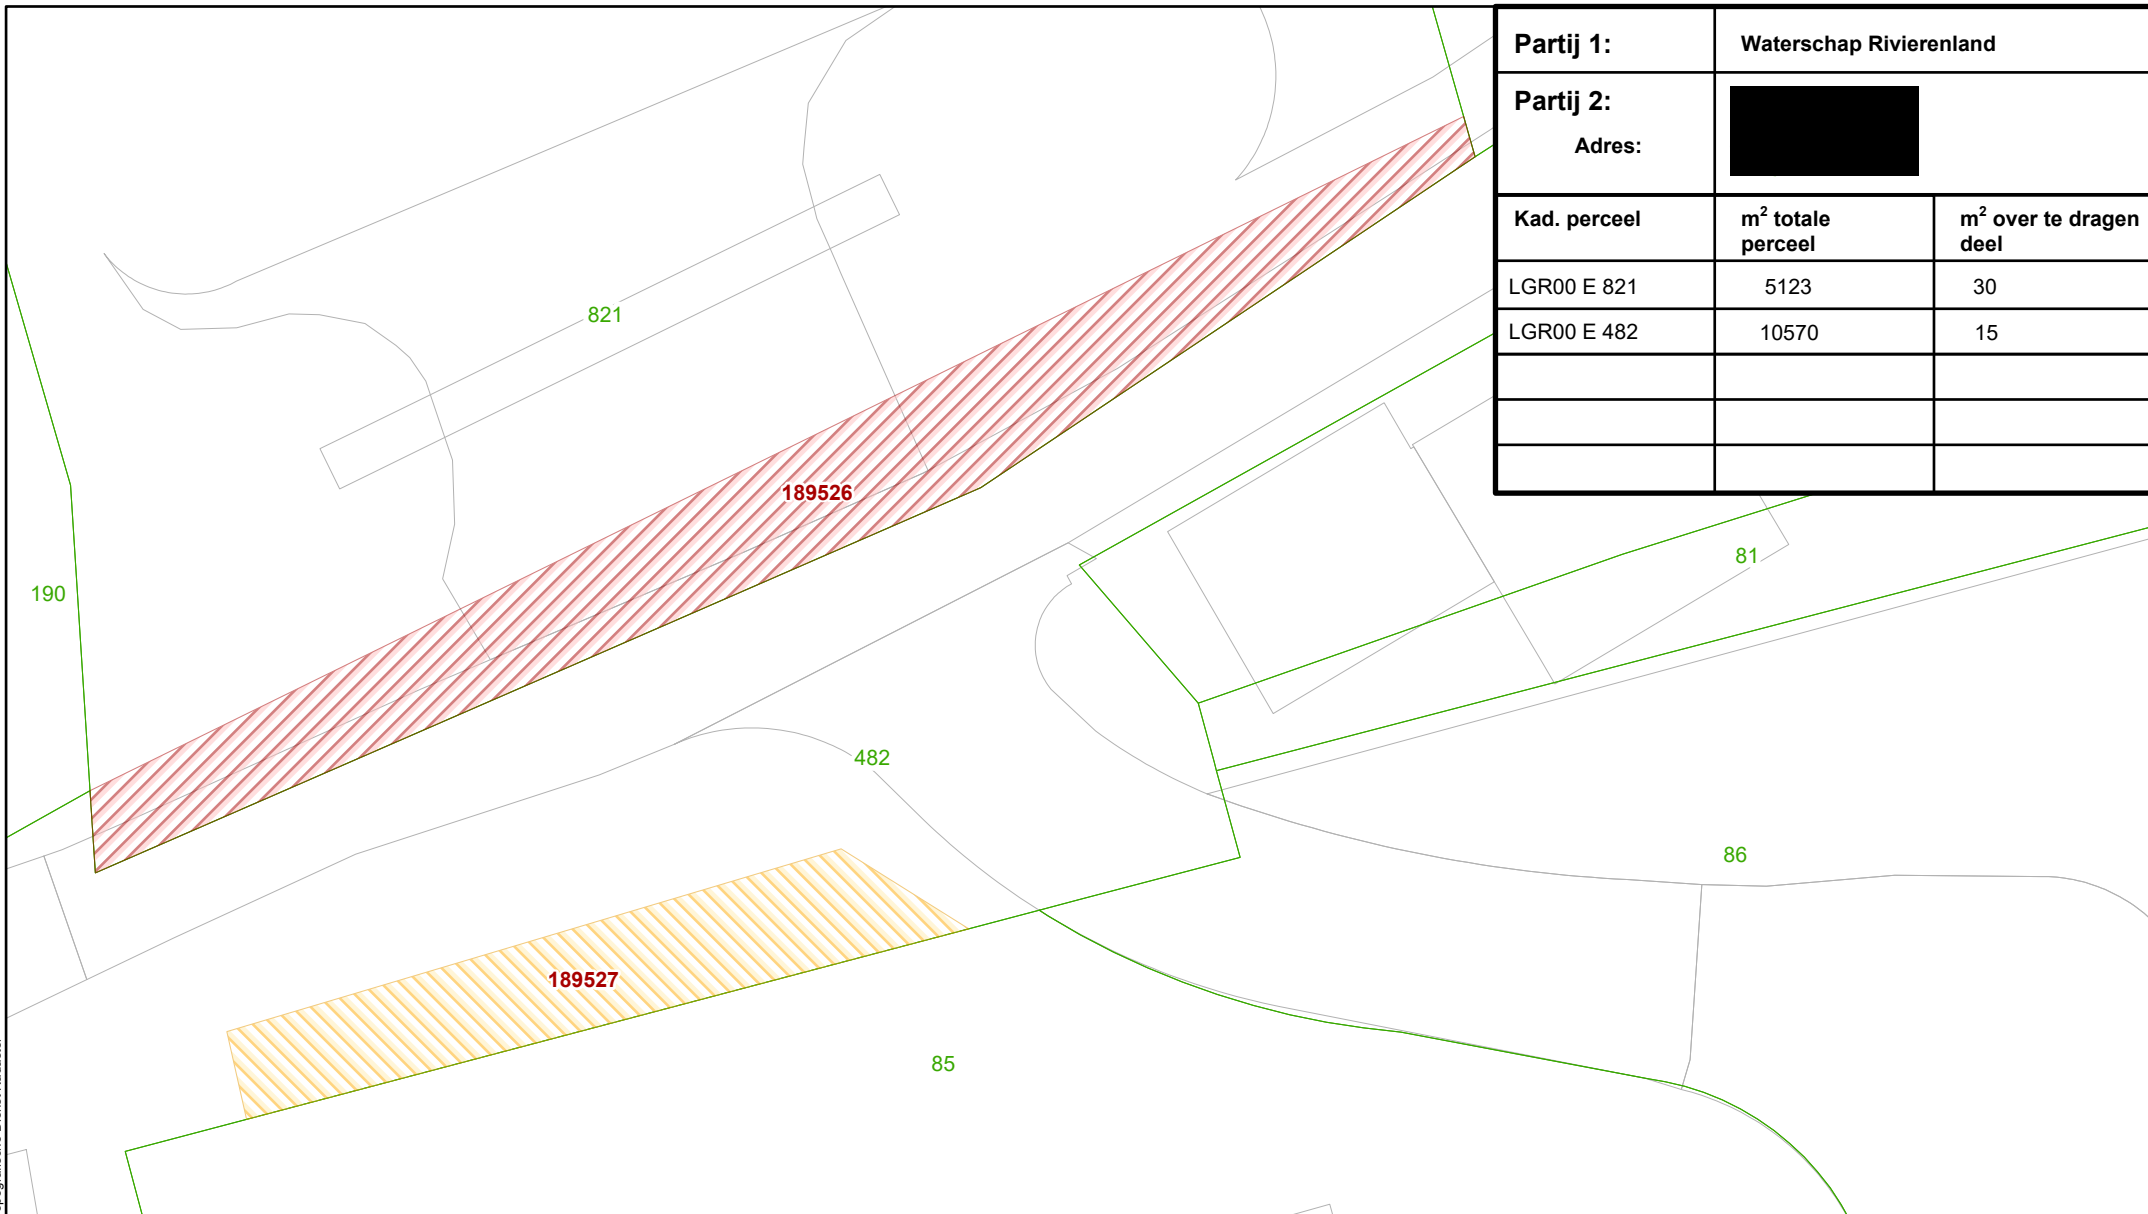 Partij 1: Waterschap Rivierenland
Partij 2:
Adres:
Kad. perceel m² totale perceel m² over te dragen deel
LGR00 E 821 5123 30
LGR00 E 482 10570 15
821
189526
190
81
482
86
189527
85